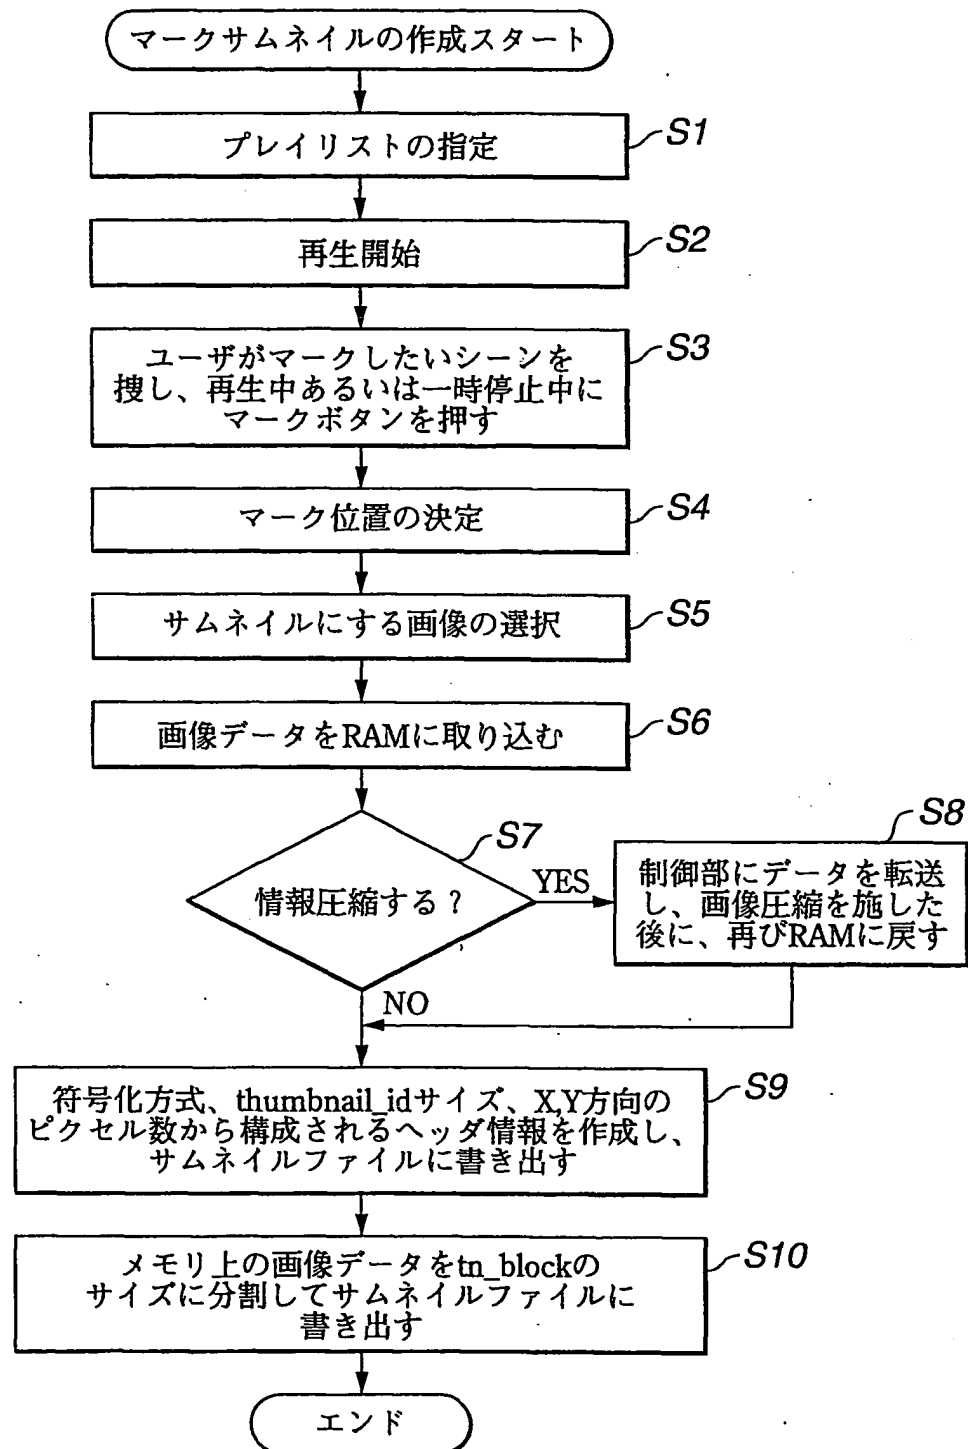 マークサムネイルの作成スタート
プレイリストの指定
S1
再生開始
S2
ユーザがマークしたいシーンを
捜し、再生中あるいは一時停止中に
マークボタンを押す
S3
マーク位置の決定
S4
サムネイルにする画像の選択
S5
画像データをRAMに取り込む
S6
情報圧縮する？
S7
YES
制御部にデータを転送
し、画像圧縮を施した
後に、再びRAMに戻す
S8
NO
符号化方式、thumbnail_idサイズ、X,Y方向の
ピクセル数から構成されるヘッダ情報を作成し、
サムネイルファイルに書き出す
S9
メモリ上の画像データをtn_blockの
サイズに分割してサムネイルファイルに
書き出す
S10
エンド